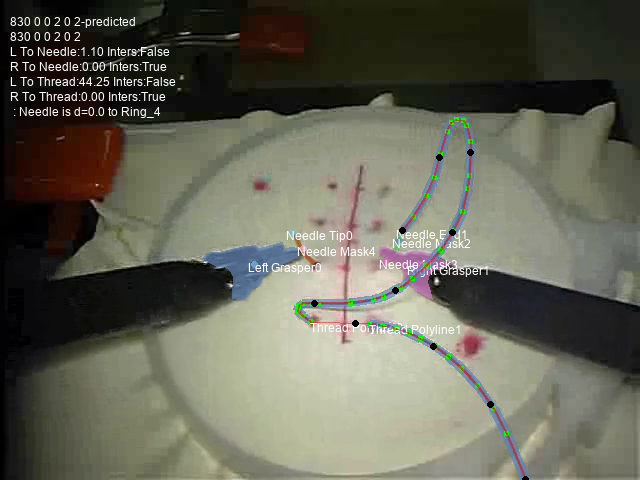 830 0 0 2 0 2-predicted
830 0 0 2 0 2
L To Needle:1.10 Inters:False
R To Needle:0.00 Inters:True
L To Thread:44.25 Inters:False
R To Thread:0.00 Inters:True
: Needle is d=0.0 to Ring_4
Needle Tip0
Needle End1
Needle Mask2
Needle Mask4
Needle Mask3
Left Grasper0
Right Grasper1
Thread
Thread Polyline1